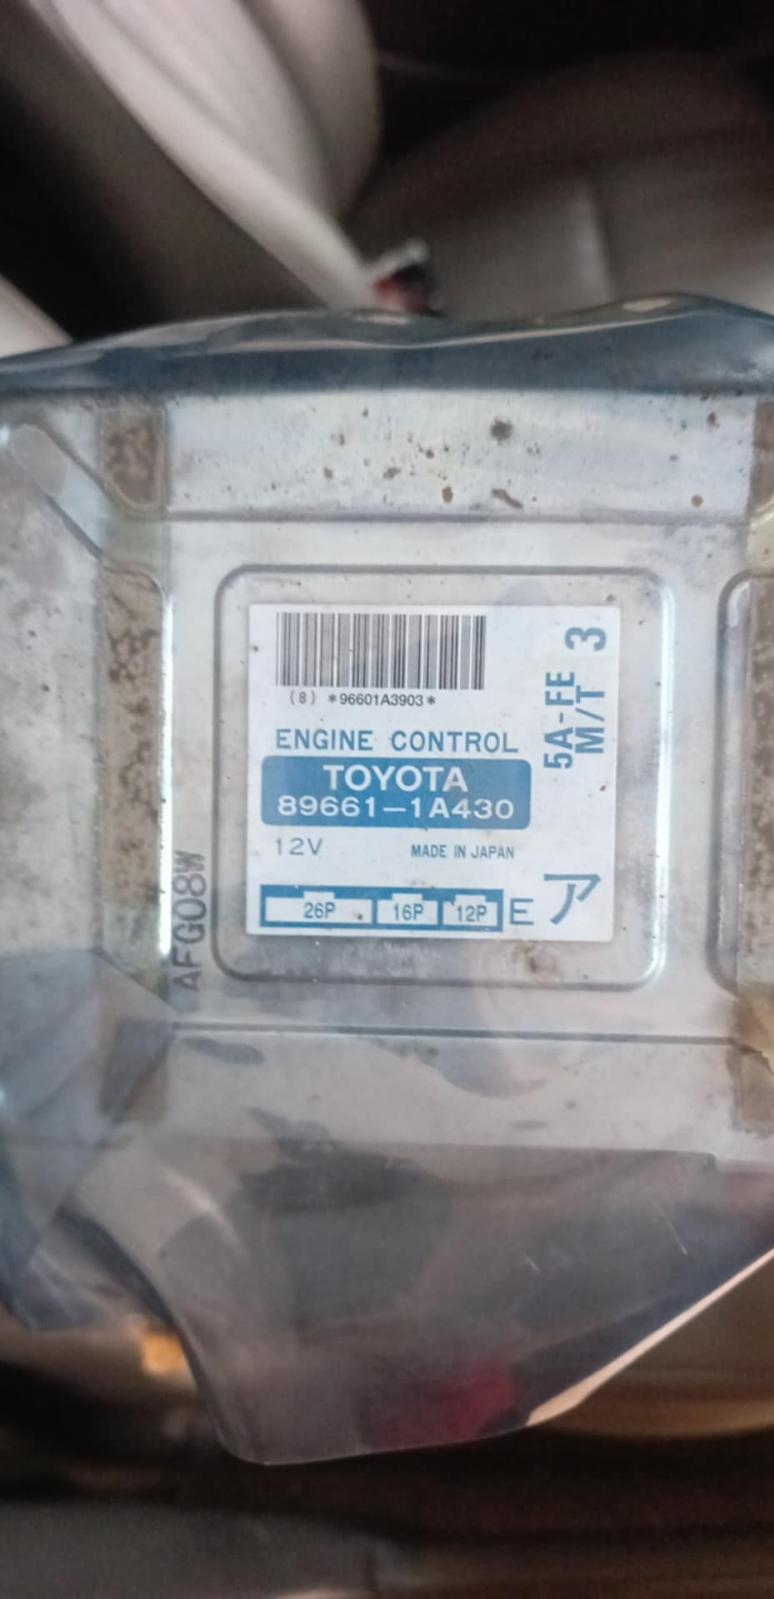 (8) *96601A3903*
ENGINE CONTROL
TOYOTA
89661-1A430
12V MADE IN JAPAN
26P 16P 12P E ア
5A-FE
M/T 3
AFG08W